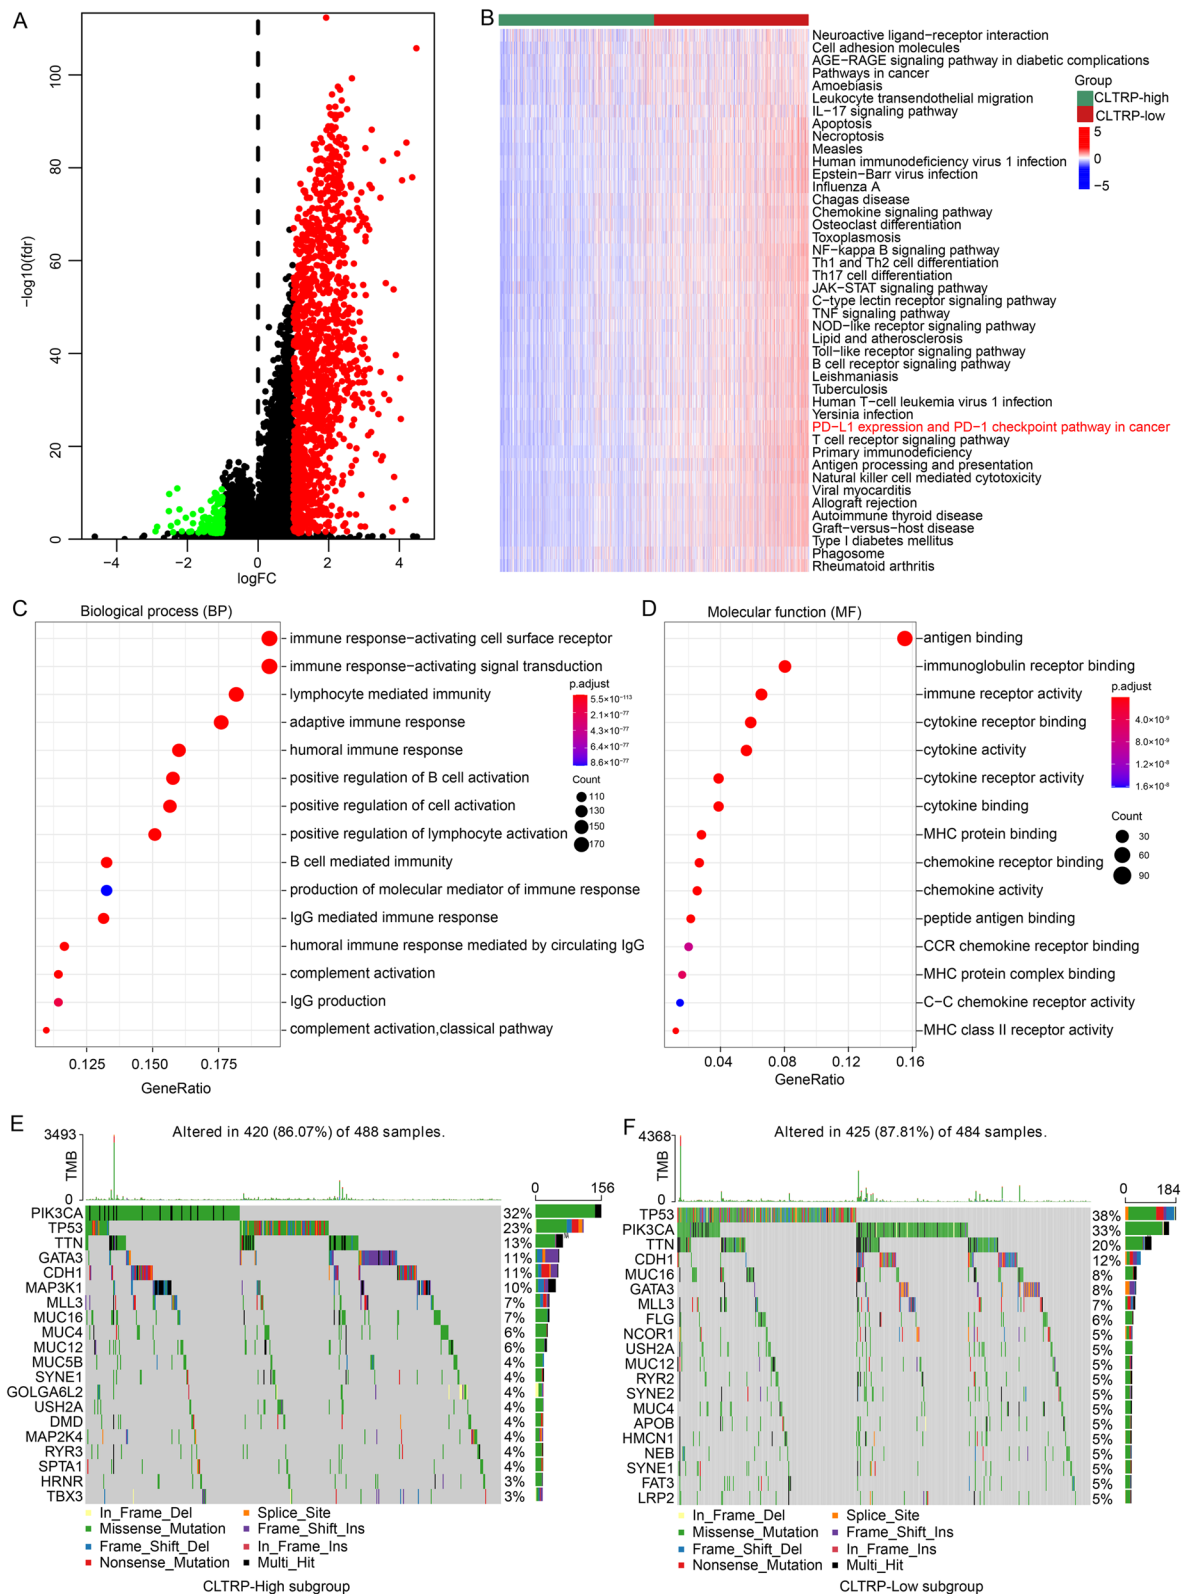 A
−log10(fdr)
100
80
60
40
20
0
−4
−2
0
2
4
logFC
B
Neuroactive ligand−receptor interaction
Cell adhesion molecules
AGE−RAGE signaling pathway in diabetic complications
Pathways in cancer
Amoebiasis
Leukocyte transendothelial migration
IL−17 signaling pathway
Apoptosis
Necroptosis
Measles
Human immunodeficiency virus 1 infection
Epstein−Barr virus infection
Influenza A
Chagas disease
Chemokine signaling pathway
Osteoclast differentiation
Toxoplasmosis
NF−kappa B signaling pathway
Th1 and Th2 cell differentiation
Th17 cell differentiation
JAK−STAT signaling pathway
C−type lectin receptor signaling pathway
TNF signaling pathway
NOD−like receptor signaling pathway
Lipid and atherosclerosis
Toll−like receptor signaling pathway
B cell receptor signaling pathway
Leishmaniasis
Tuberculosis
Human T−cell leukemia virus 1 infection
Yersinia infection
PD−L1 expression and PD−1 checkpoint pathway in cancer
T cell receptor signaling pathway
Primary immunodeficiency
Antigen processing and presentation
Natural killer cell mediated cytotoxicity
Viral myocarditis
Allograft rejection
Autoimmune thyroid disease
Graft−versus−host disease
Type I diabetes mellitus
Phagosome
Rheumatoid arthritis
Group
CLTRP-high
CLTRP-low
5
0
−5
C
Biological process (BP)
immune response−activating cell surface receptor
immune response−activating signal transduction
lymphocyte mediated immunity
adaptive immune response
humoral immune response
positive regulation of B cell activation
positive regulation of cell activation
positive regulation of lymphocyte activation
B cell mediated immunity
production of molecular mediator of immune response
IgG mediated immune response
humoral immune response mediated by circulating IgG
complement activation
IgG production
complement activation,classical pathway
0.125
0.150
0.175
GeneRatio
p.adjust
5.5×10⁻¹¹³
2.1×10⁻⁷⁷
4.3×10⁻⁷⁷
6.4×10⁻⁷⁷
8.6×10⁻⁷⁷
Count
110
130
150
170
D
Molecular function (MF)
antigen binding
immunoglobulin receptor binding
immune receptor activity
cytokine receptor binding
cytokine activity
cytokine receptor activity
cytokine binding
MHC protein binding
chemokine receptor binding
chemokine activity
peptide antigen binding
CCR chemokine receptor binding
MHC protein complex binding
C−C chemokine receptor activity
MHC class II receptor activity
0.04
0.08
0.12
0.16
GeneRatio
p.adjust
4.0×10⁻⁹
8.0×10⁻⁹
1.2×10⁻⁸
1.6×10⁻⁸
Count
30
60
90
E
Altered in 420 (86.07%) of 488 samples.
3493
TMB
0
0 156
PIK3CA 32%
TP53 23%
TTN 13%
GATA3 11%
CDH1 11%
MAP3K1 10%
MLL3 7%
MUC16 7%
MUC4 6%
MUC12 6%
MUC5B 4%
SYNE1 4%
GOLGA6L2 4%
USH2A 4%
DMD 4%
MAP2K4 4%
RYR3 4%
SPTA1 4%
HRNR 3%
TBX3 3%
In_Frame_Del Splice_Site
Missense_Mutation Frame_Shift_Ins
Frame_Shift_Del In_Frame_Ins
Nonsense_Mutation Multi_Hit
CLTRP-High subgroup
F
Altered in 425 (87.81%) of 484 samples.
4368
TMB
0
0 184
TP53 38%
PIK3CA 33%
TTN 20%
CDH1 12%
MUC16 8%
GATA3 8%
MLL3 7%
FLG 6%
NCOR1 5%
USH2A 5%
MUC12 5%
RYR2 5%
SYNE2 5%
MUC4 5%
APOB 5%
HMCN1 5%
NEB 5%
SYNE1 5%
FAT3 5%
LRP2 5%
In_Frame_Del Splice_Site
Missense_Mutation Frame_Shift_Ins
Frame_Shift_Del In_Frame_Ins
Nonsense_Mutation Multi_Hit
CLTRP-Low subgroup